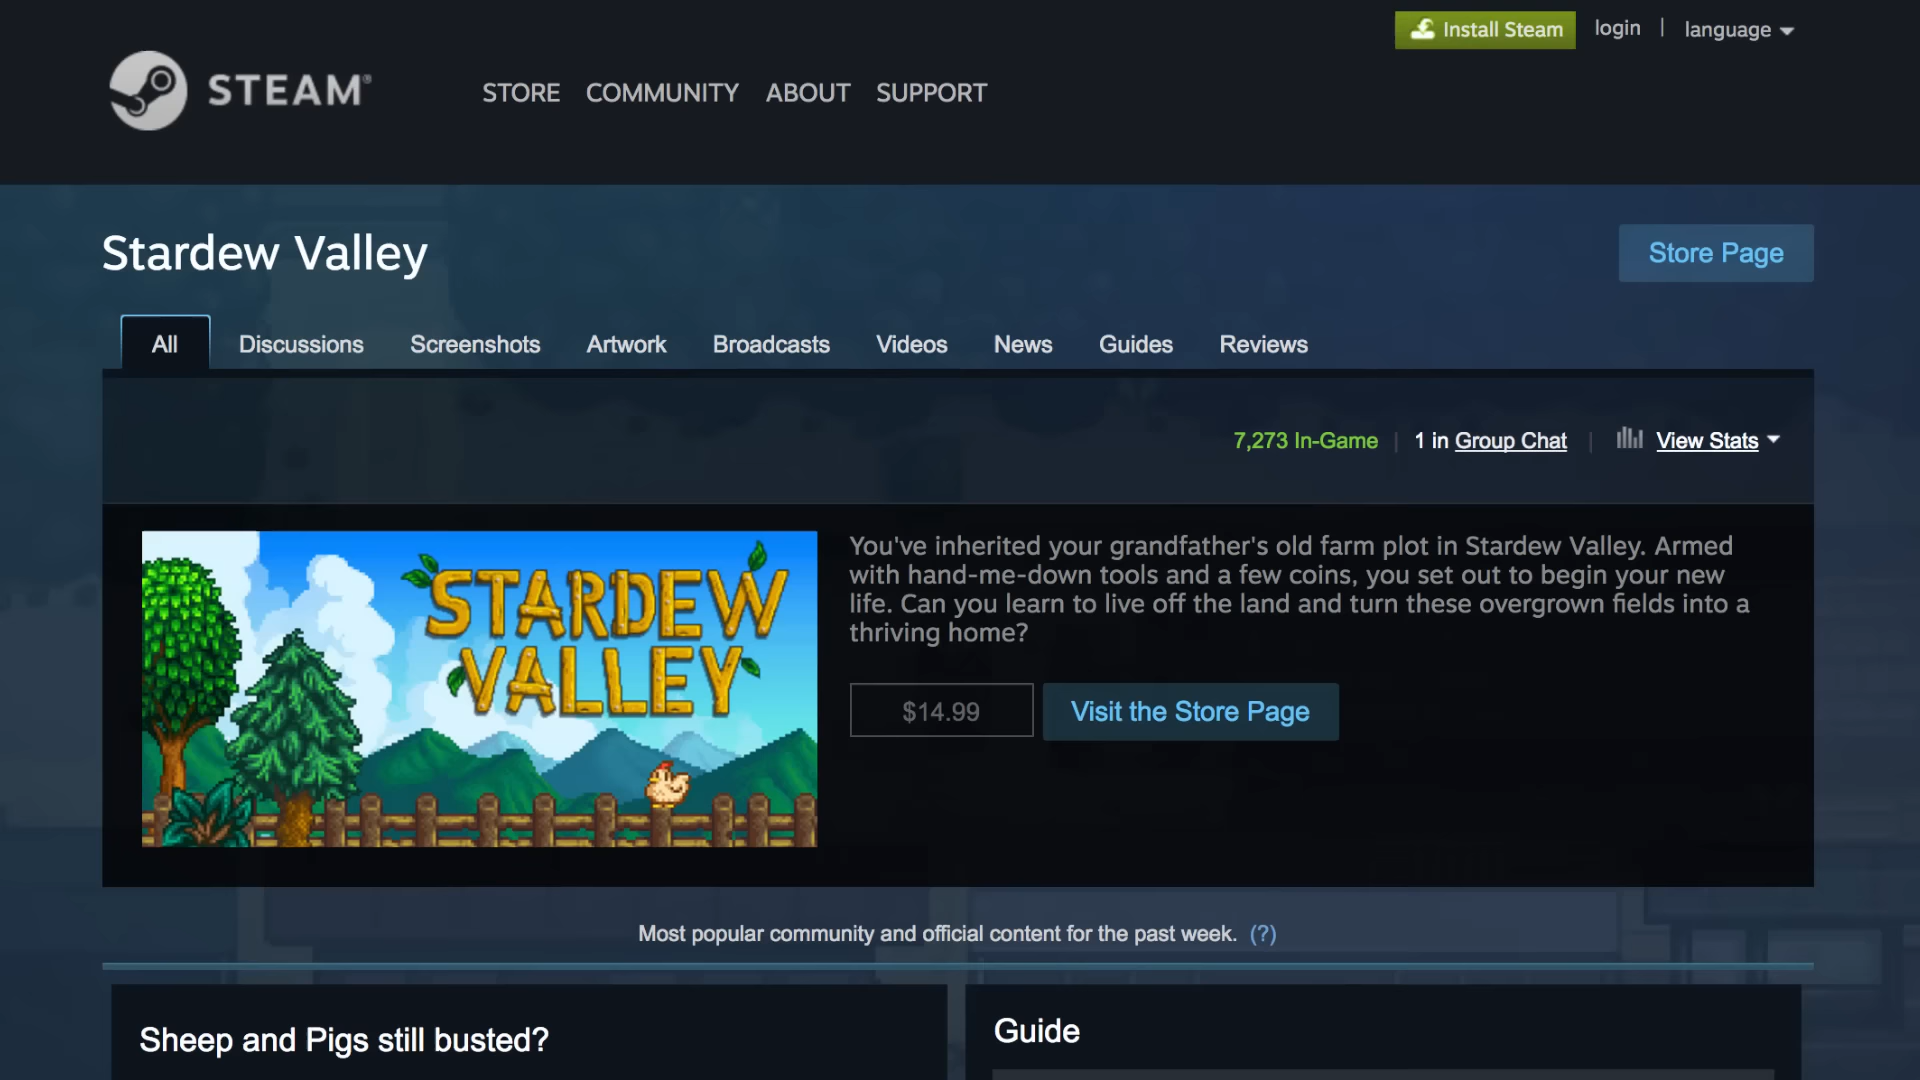 Install Steam
login
|
language
STEAM®
STORE
COMMUNITY
ABOUT
SUPPORT
Stardew Valley
Store Page
All
Discussions
Screenshots
Artwork
Broadcasts
Videos
News
Guides
Reviews
7,273 In-Game
1 in Group Chat
View Stats
STARDEW
VALLEY
You've inherited your grandfather's old farm plot in Stardew Valley. Armed
with hand-me-down tools and a few coins, you set out to begin your new
life. Can you learn to live off the land and turn these overgrown fields into a
thriving home?
$14.99
Visit the Store Page
Most popular community and official content for the past week. (?)
Sheep and Pigs still busted?
Guide